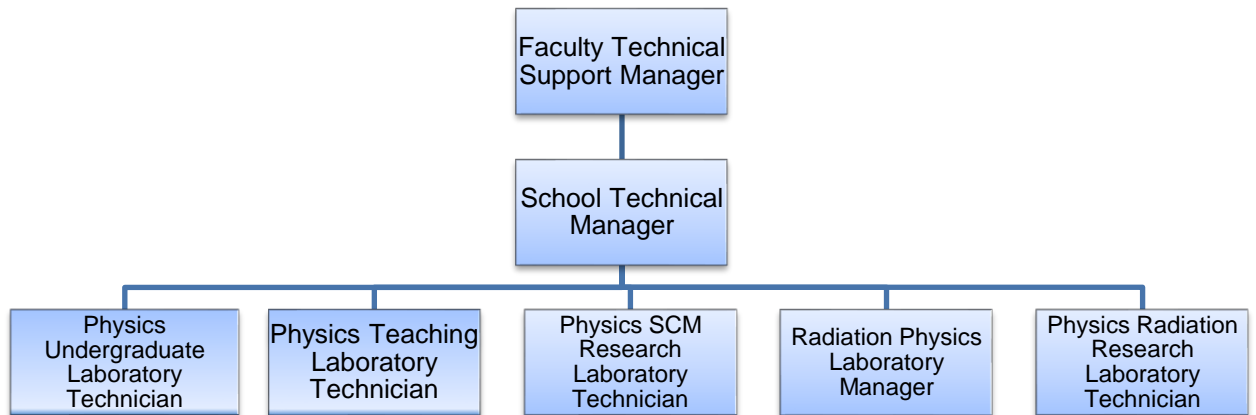 Faculty Technical
Support Manager
School Technical
Manager
Physics
Undergraduate
Laboratory
Technician
Physics Teaching
Laboratory
Technician
Physics SCM
Research
Laboratory
Technician
Radiation Physics
Laboratory
Manager
Physics Radiation
Research
Laboratory
Technician